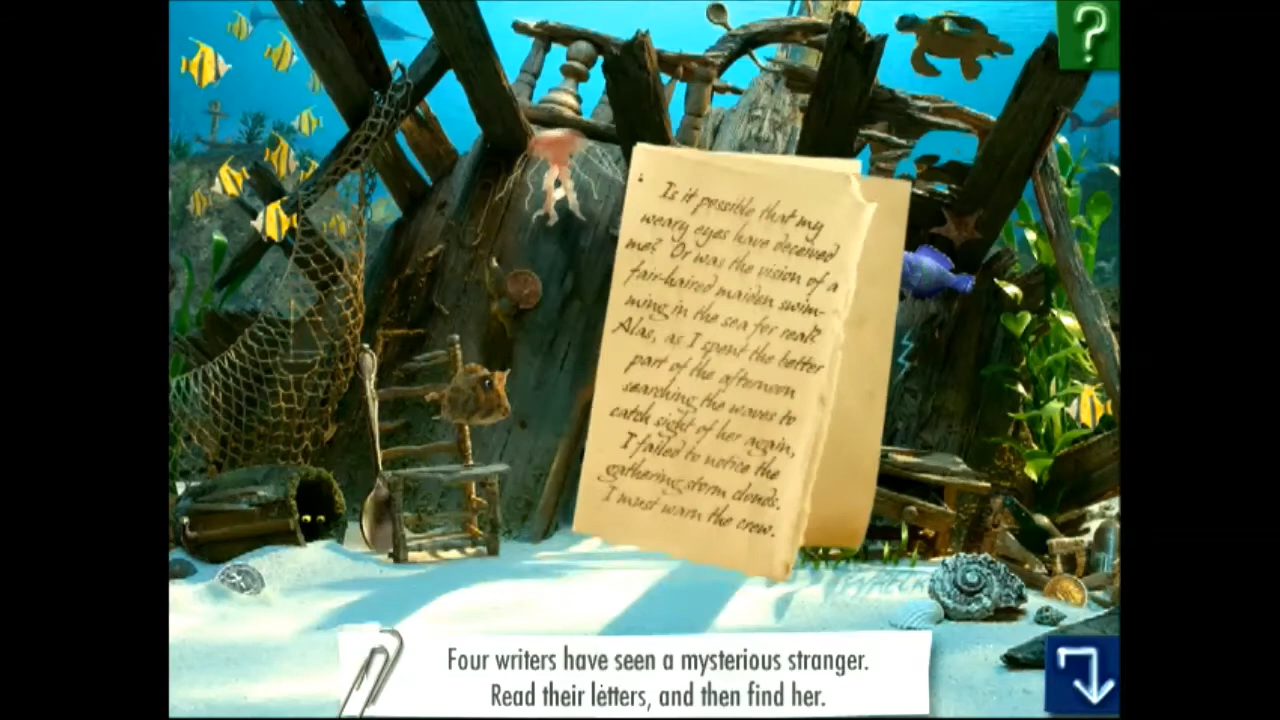 ?
Is it possible that my
weary eyes have deceived
me? Or was the vision of a
fair-haired maiden swim-
ming in the sea for real?
Alas, as I spent the better
part of the afternoon
searching the waves to
catch sight of her again,
I failed to notice the
gathering storm clouds.
I must warn the crew.
Four writers have seen a mysterious stranger.
Read their letters, and then find her.